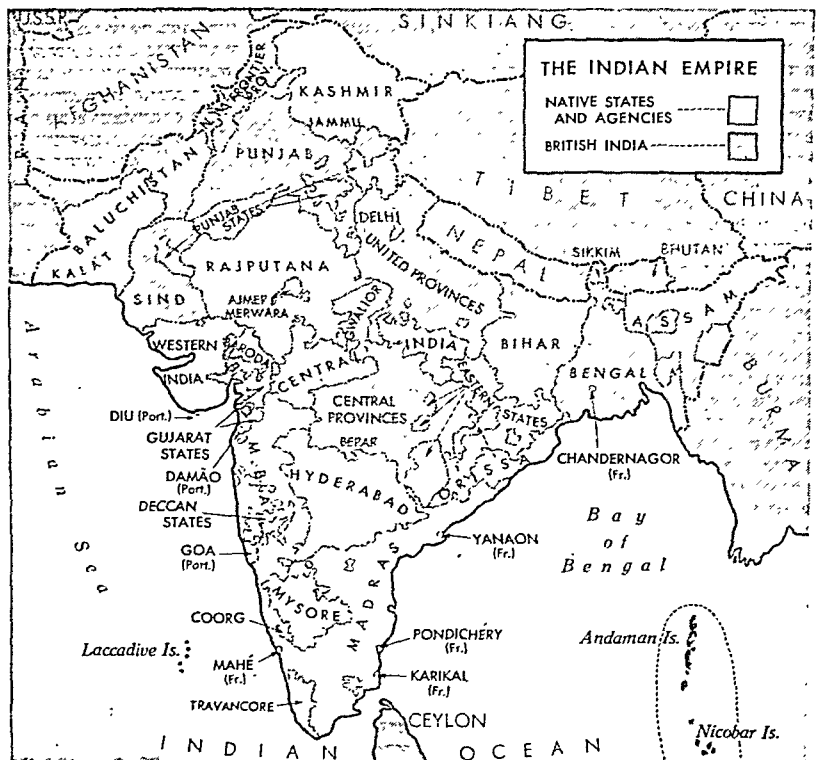 U.S.S.R.
SINKIANG
AFGHANISTAN
IRAN
N.W. FRONTIER
PROV.
KASHMIR
JAMMU
THE INDIAN EMPIRE
NATIVE STATES
AND AGENCIES
BRITISH INDIA
PUNJAB
TIBET
CHINA
BALUCHISTAN
PUNJAB
STATES
DELHI
NEPAL
SIKKIM
BHUTAN
KALAT
RAJPUTANA
UNITED PROVINCES
SIND
AJMER
MERWARA
GWALIOR
ASSAM
WESTERN
INDIA
BARODA
CENTRAL
INDIA
BIHAR
BENGAL
BURMA
EASTERN
STATES
CENTRAL
PROVINCES
BERAR
DIU (Port.)
GUJARAT
STATES
DAMÃO
(Port.)
BOMBAY
HYDERABAD
ORISSA
CHANDERNAGOR
(Fr.)
DECCAN
STATES
Arabian Sea
YANAON
(Fr.)
Bay
of
Bengal
GOA
(Port.)
MYSORE
MADRAS
COORG
Laccadive Is.
MAHÉ
(Fr.)
PONDICHÉRY
(Fr.)
Andaman Is.
KARIKAL
(Fr.)
TRAVANCORE
CEYLON
Nicobar Is.
INDIAN OCEAN